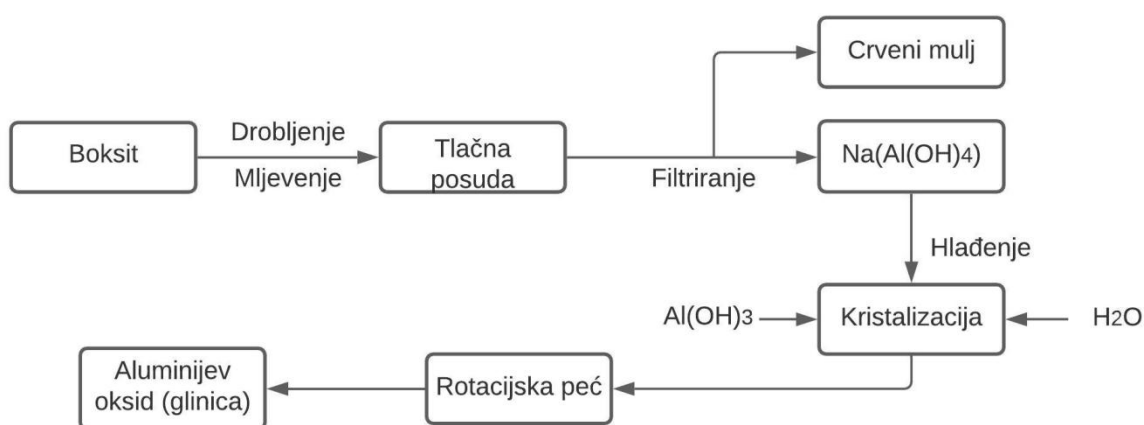 Crveni mulj
Boksit
Drobljenje
Mljevenje
Tlačna
posuda
Filtriranje
Na(Al(OH)4)
Hlađenje
Al(OH)3
Kristalizacija
H2O
Aluminijev
oksid (glinica)
Rotacijska peć